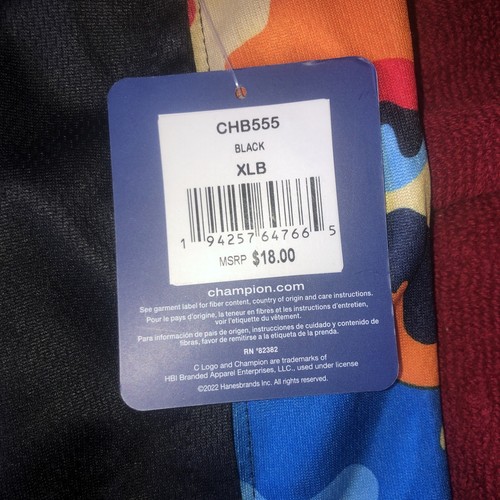 CHB555
BLACK
XLB
1 94257 64766 5
MSRP $18.00
champion.com
See garment label for fiber content, country of origin and care instructions.
Pour le pays d'origine, la teneur en fibres et les instructions d'entretien,
voir l'etiquette du vêtement.
Para información de país de origen, instrucciones de cuidado y contenido de
fibras, favor de remitirse a la etiqueta de la prenda.
RN *82382
C Logo and Champion are trademarks of
HBI Branded Apparel Enterprises, LLC., used under license
©2022 Hanesbrands Inc. All rights reserved.